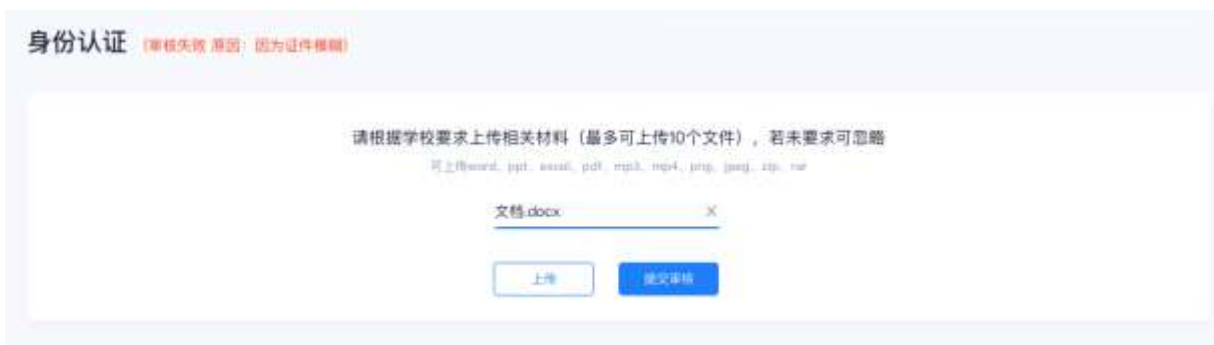 身份认证 (审核失败 原因：因为证件模糊)
请根据学校要求上传相关材料（最多可上传10个文件），若未要求可忽略
可上传word、ppt、excel、pdf、mp3、mp4、png、jpeg、zip、rar
文档.docx ×
上传 提交审核